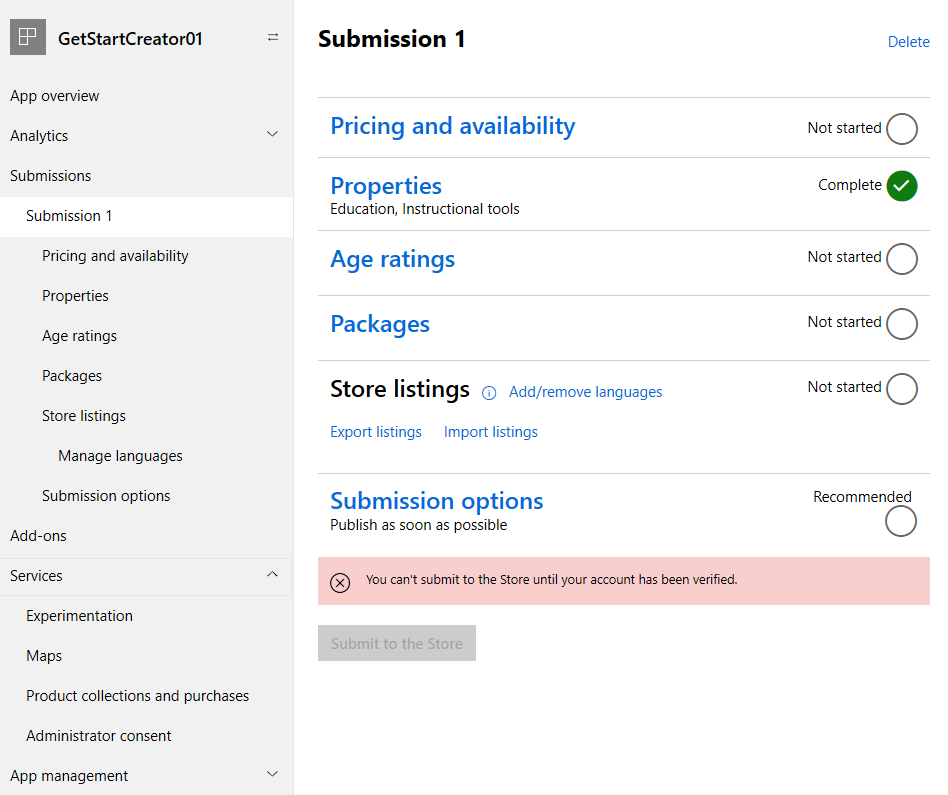 GetStartCreator01
App overview
Analytics
Submissions
Submission 1
Pricing and availability
Properties
Age ratings
Packages
Store listings
Manage languages
Submission options
Add-ons
Services
Experimentation
Maps
Product collections and purchases
Administrator consent
App management
Submission 1
Delete
Pricing and availability
Not started
Properties
Complete
Education, Instructional tools
Age ratings
Not started
Packages
Not started
Store listings
Add/remove languages
Not started
Export listings
Import listings
Submission options
Recommended
Publish as soon as possible
You can't submit to the Store until your account has been verified.
Submit to the Store